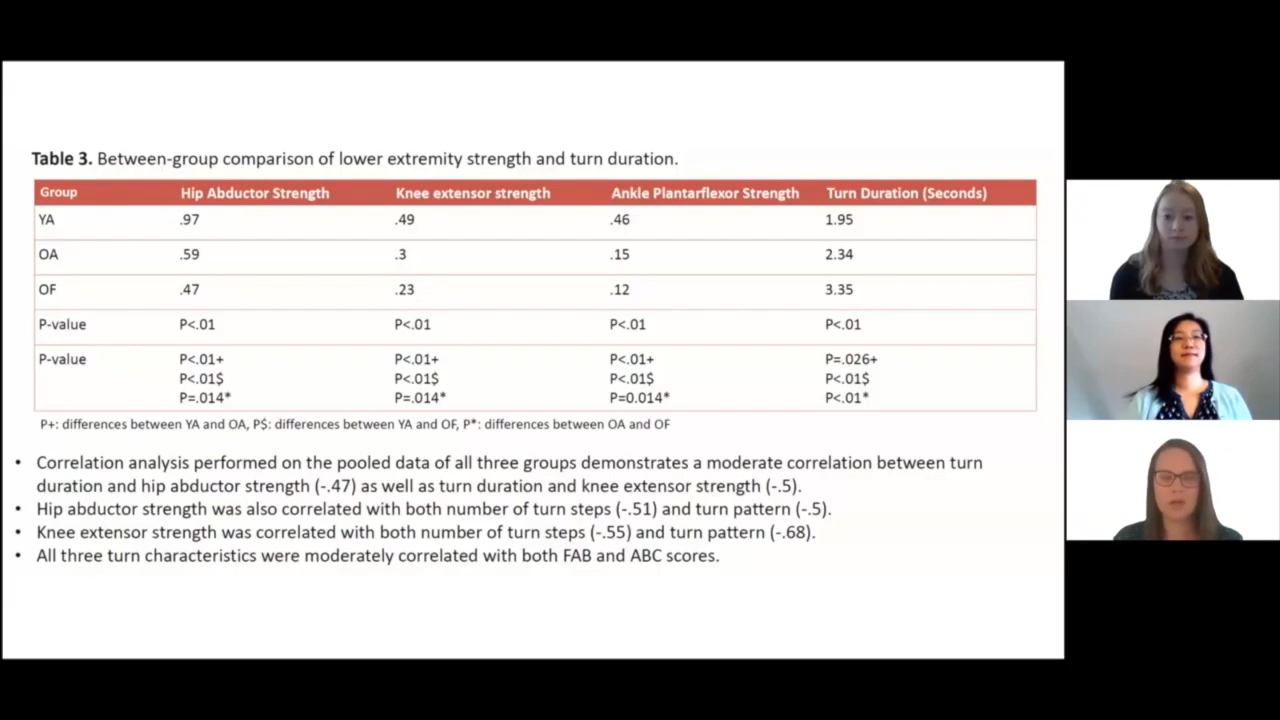 Table 3. Between-group comparison of lower extremity strength and turn duration.
Group Hip Abductor Strength Knee extensor strength Ankle Plantarflexor Strength Turn Duration (Seconds)
YA .97 .49 .46 1.95
OA .59 .3 .15 2.34
OF .47 .23 .12 3.35
P-value P<.01 P<.01 P<.01 P<.01
P-value P<.01+ P<.01+ P<.01+ P=.026+
P<.01$ P<.01$ P<.01$ P<.01$
P=.014* P=.014* P=0.014* P<.01*
P+: differences between YA and OA, P$: differences between YA and OF, P*: differences between OA and OF
• Correlation analysis performed on the pooled data of all three groups demonstrates a moderate correlation between turn
duration and hip abductor strength (-.47) as well as turn duration and knee extensor strength (-.5).
• Hip abductor strength was also correlated with both number of turn steps (-.51) and turn pattern (-.5).
• Knee extensor strength was correlated with both number of turn steps (-.55) and turn pattern (-.68).
• All three turn characteristics were moderately correlated with both FAB and ABC scores.